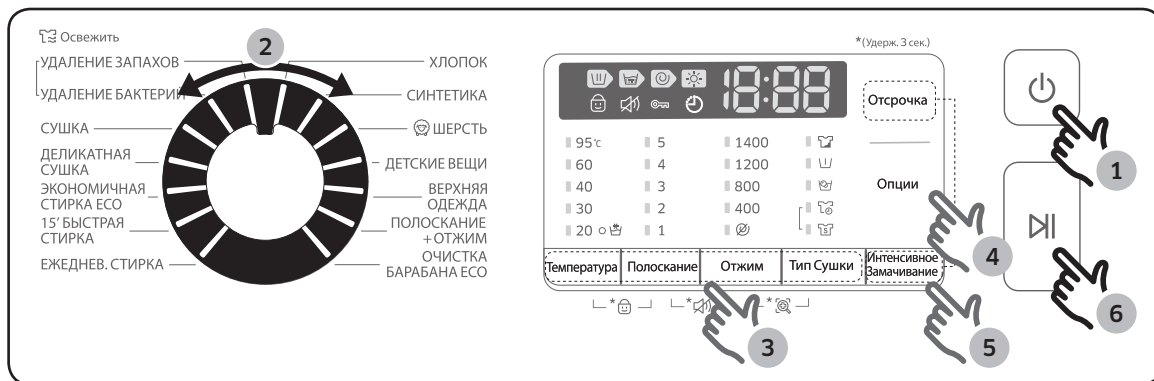 Освежить
УДАЛЕНИЕ ЗАПАХОВ
УДАЛЕНИЕ БАКТЕРИЙ
СУШКА
ДЕЛИКАТНАЯ
СУШКА
ЭКОНОМИЧНАЯ
СТИРКА ECO
15' БЫСТРАЯ
СТИРКА
ЕЖЕДНЕВ. СТИРКА
2
ХЛОПОК
СИНТЕТИКА
ШЕРСТЬ
ДЕТСКИЕ ВЕЩИ
ВЕРХНЯЯ
ОДЕЖДА
ПОЛОСКАНИЕ
+ОТЖИМ
ОЧИСТКА
БАРАБАНА ECO
*(Удерж. 3 сек.)
18:88
Отсрочка
95℃ 5 1400
60 4 1200
40 3 800
30 2 400
20 1
Опции
Температура Полоскание Отжим Тип Сушки
Интенсивное
Замачивание
* * *
1
3
4
5
6